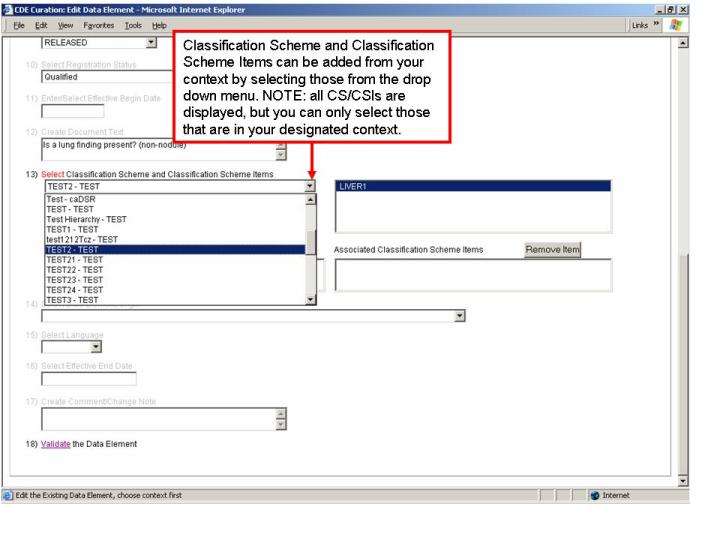 CDE Curation: Edit Data Element - Microsoft Internet Explorer
File Edit View Favorites Tools Help
Links »
RELEASED
Classification Scheme and Classification
Scheme Items can be added from your
context by selecting those from the drop
down menu. NOTE: all CS/CSIs are
displayed, but you can only select those
that are in your designated context.
10) Select Registration Status
Qualified
11) Enter/Select Effective Begin Date
12) Create Document Text
Is a lung finding present? (non-nodule)
13) Select Classification Scheme and Classification Scheme Items
TEST2 - TEST
LIVER1
Test - caDSR
TEST - TEST
Test Hierarchy - TEST
TEST1 - TEST
test1212Tcz - TEST
TEST2 - TEST
Associated Classification Scheme Items
Remove Item
TEST21 - TEST
TEST22 - TEST
TEST23 - TEST
TEST24 - TEST
TEST3 - TEST
14)
15) Select Language
16) Select Effective End Date
17) Create Comment/Change Note
18) Validate the Data Element
Edit the Existing Data Element, choose context first
Internet